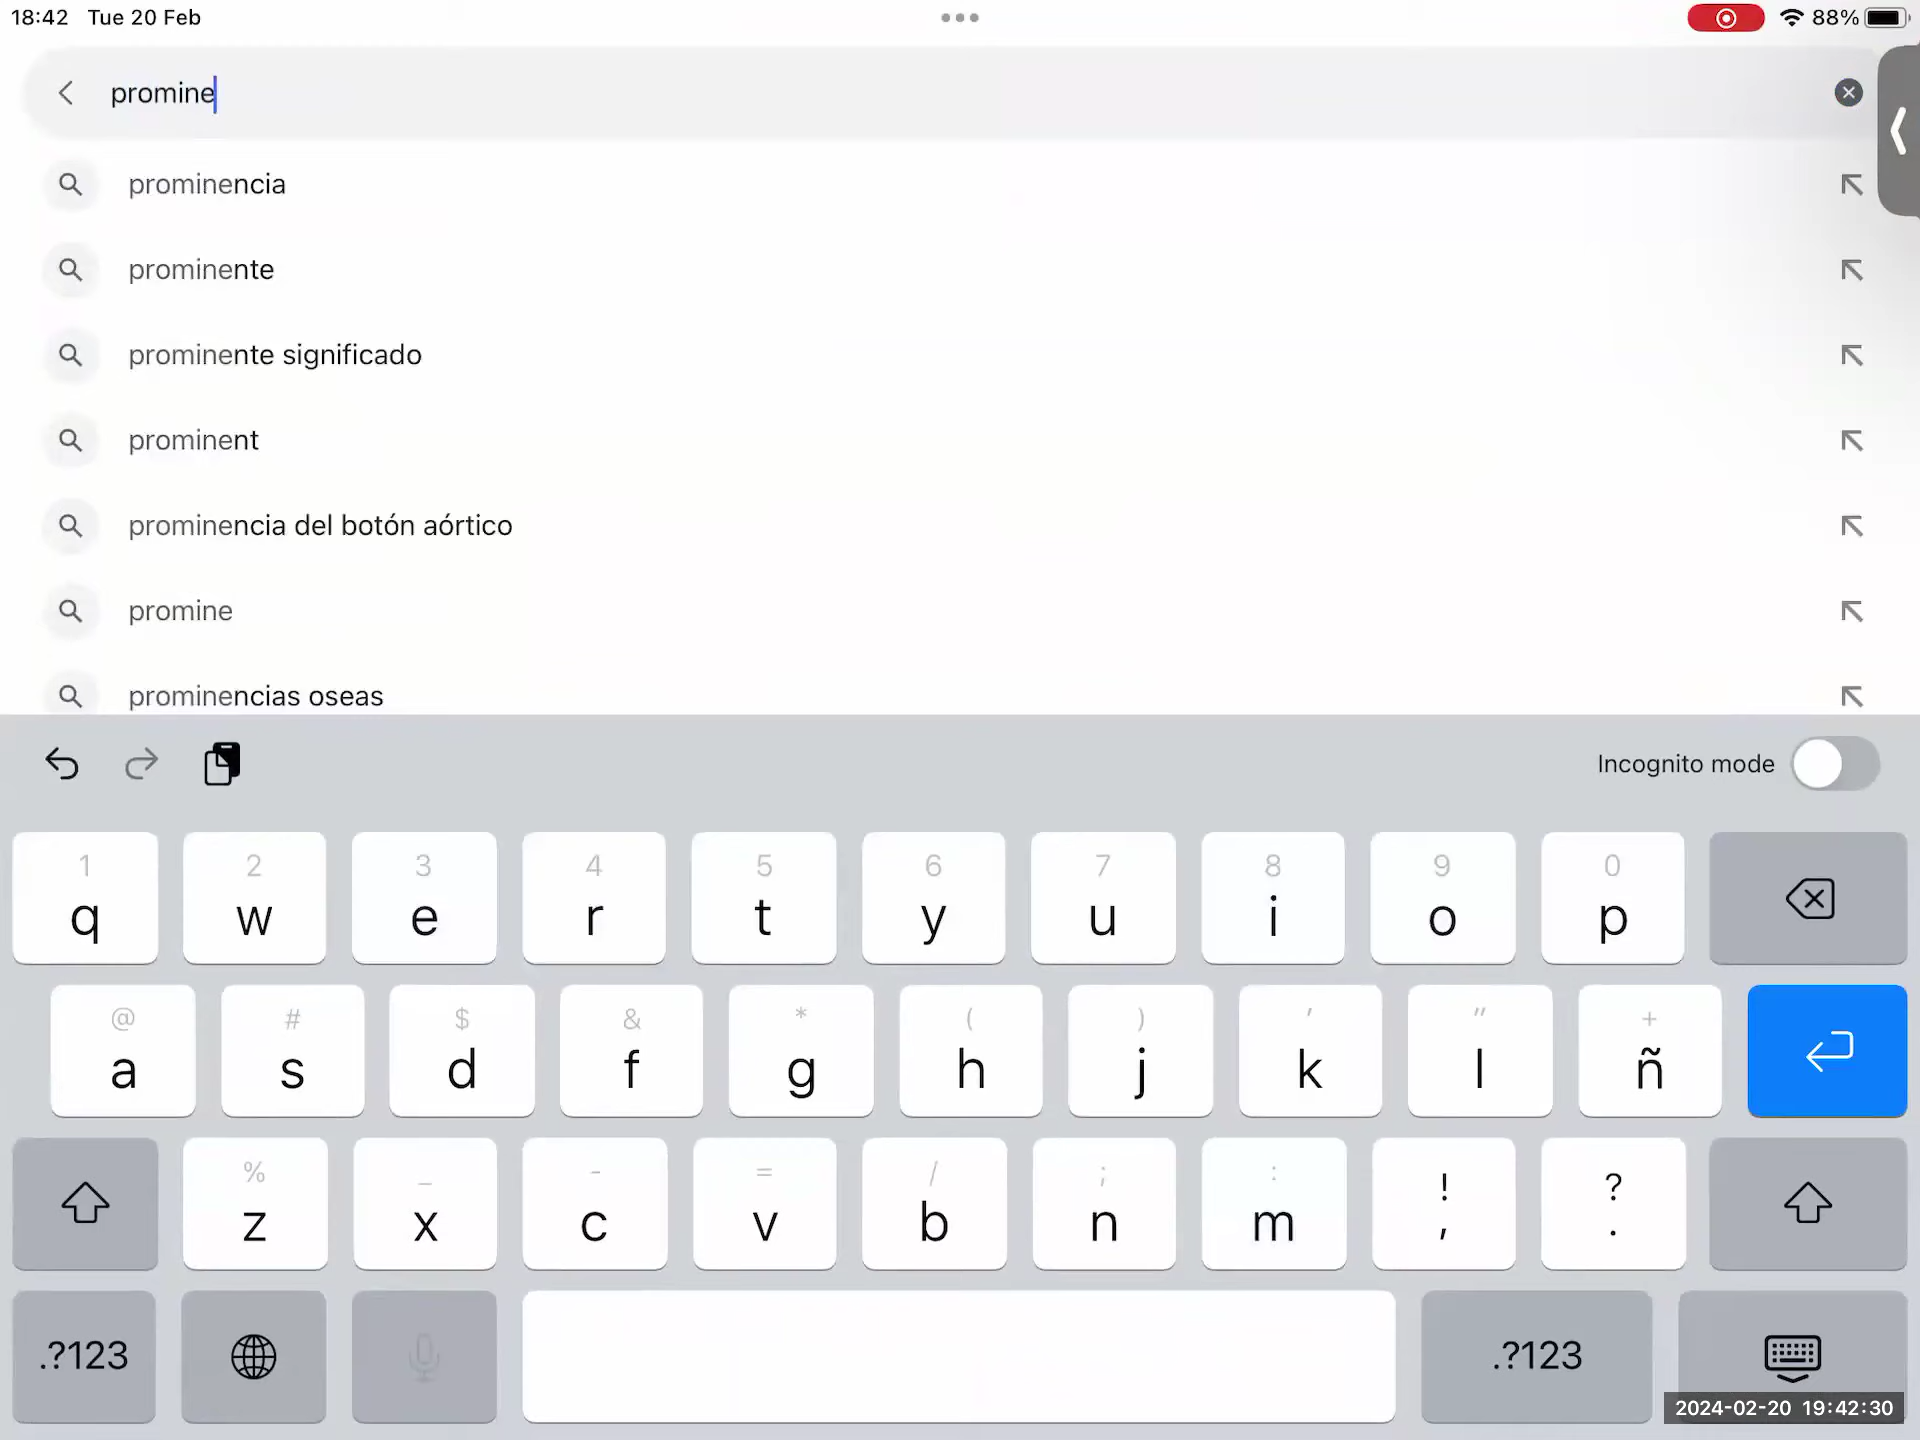 18:42 Tue 20 Feb
88%
promine
prominencia
prominente
prominente significado
prominent
prominencia del botón aórtico
promine
prominencias oseas
Incognito mode
1 2 3 4 5 6 7 8 9 0
q w e r t y u i o p
@ # $ & * ( ) ' " +
a s d f g h j k l ñ
% _ - = / ; : ! ?
z x c v b n m , .
.?123 .?123
2024-02-20 19:42:30